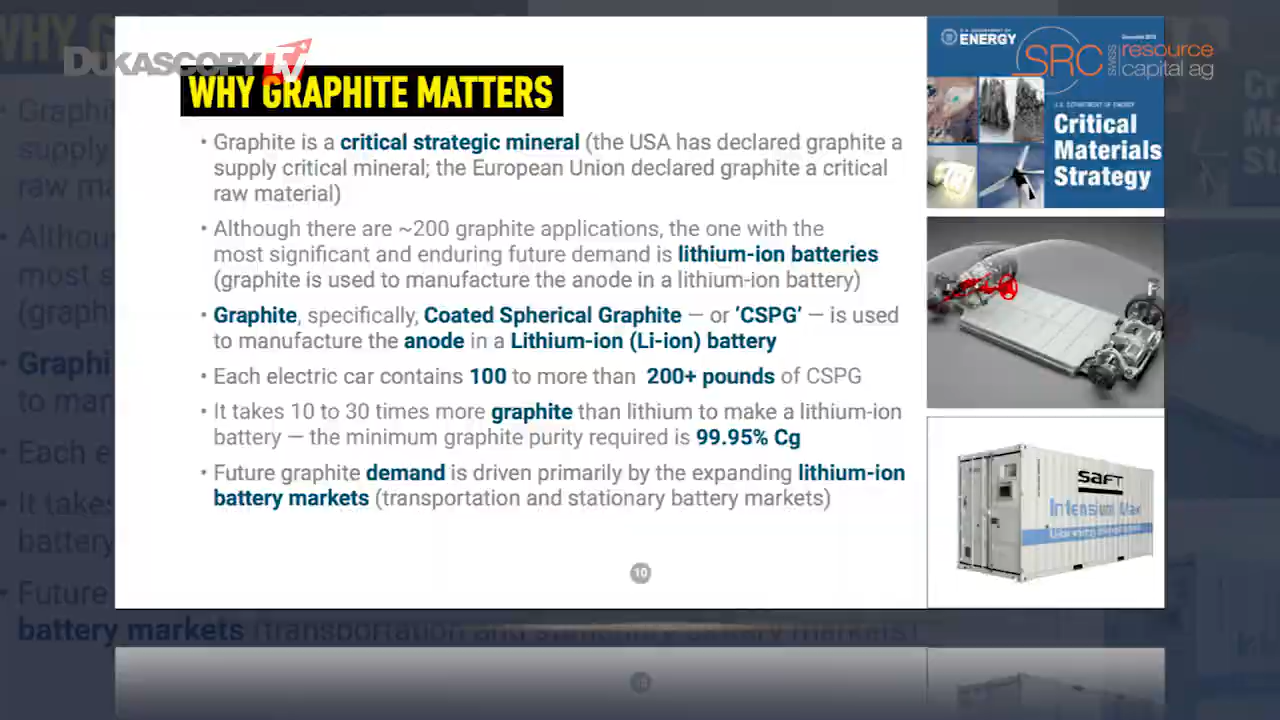 DUKASCOPY TV
WHY GRAPHITE MATTERS
• Graphite is a critical strategic mineral (the USA has declared graphite a
supply critical mineral; the European Union declared graphite a critical
raw material)
• Although there are ~200 graphite applications, the one with the
most significant and enduring future demand is lithium-ion batteries
(graphite is used to manufacture the anode in a lithium-ion battery)
• Graphite, specifically, Coated Spherical Graphite — or ’CSPG’ — is used
to manufacture the anode in a Lithium-ion (Li-ion) battery
• Each electric car contains 100 to more than 200+ pounds of CSPG
• It takes 10 to 30 times more graphite than lithium to make a lithium-ion
battery — the minimum graphite purity required is 99.95% Cg
• Future graphite demand is driven primarily by the expanding lithium-ion
battery markets (transportation and stationary battery markets)
10
U.S. DEPARTMENT OF
ENERGY
SRC swiss resource
capital ag
U.S. DEPARTMENT OF ENERGY
Critical
Materials
Strategy
SAFT
Intensium Max